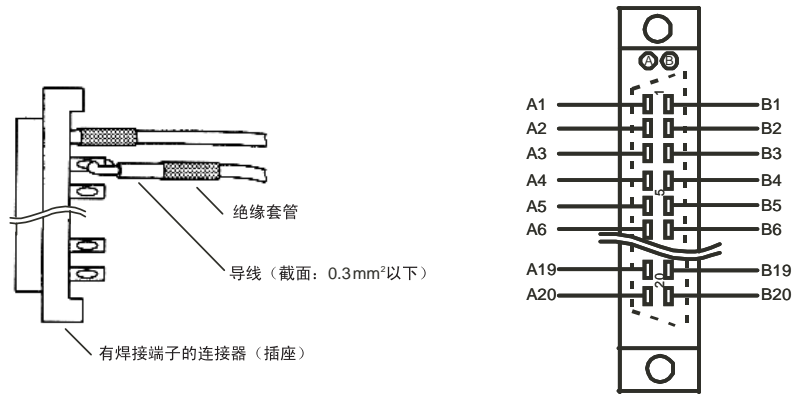 绝缘套管
导线（截面：0.3mm²以下）
有焊接端子的连接器（插座）
A B
1
A1 B1
A2 B2
A3 B3
A4 B4
5
A5 B5
A6 B6
A19 B19
20
A20 B20